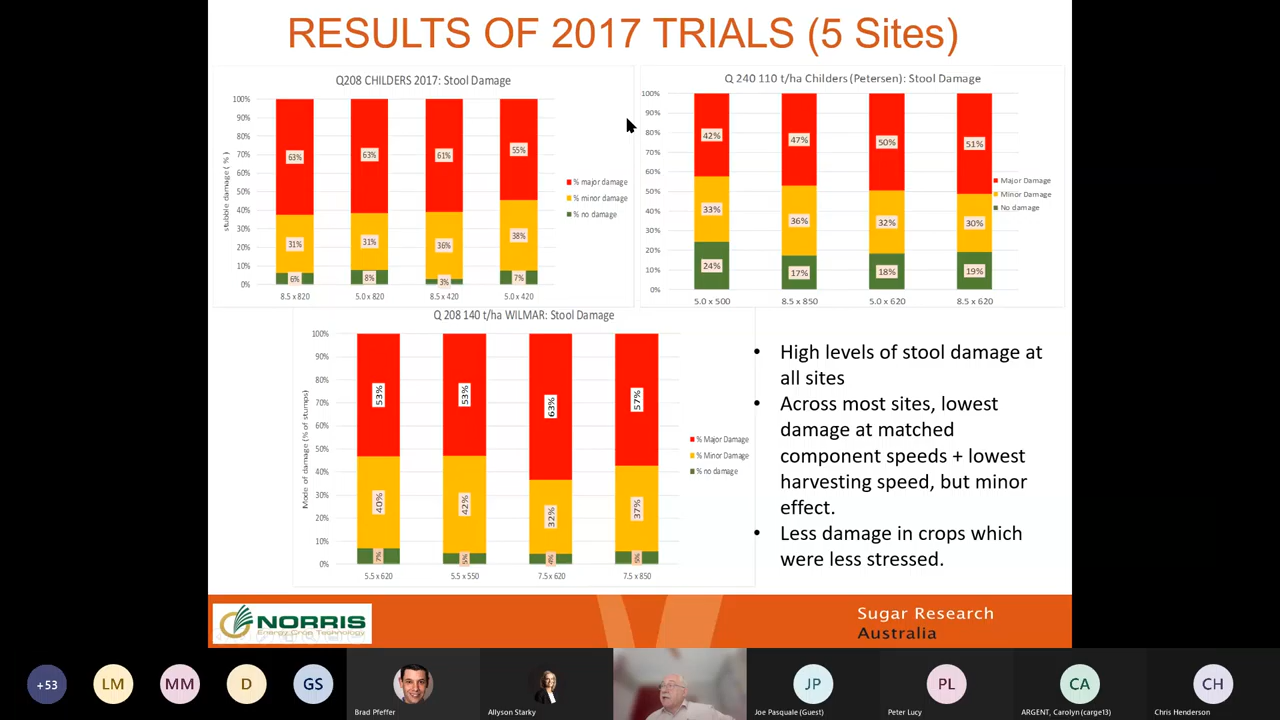 RESULTS OF 2017 TRIALS (5 Sites)
Q208 CHILDERS 2017: Stool Damage
stubble damage ( % )
100%
90%
80%
70%
60%
50%
40%
30%
20%
10%
0%
63%
63%
61%
55%
31%
31%
36%
38%
6%
8%
3%
7%
8.5 x 820
5.0 x 820
8.5 x 420
5.0 x 420
% major damage
% minor damage
% no damage
Q 240 110 t/ha Childers (Petersen): Stool Damage
100%
90%
80%
70%
60%
50%
40%
30%
20%
10%
0%
42%
47%
50%
51%
33%
36%
32%
30%
24%
17%
18%
19%
5.0 x 500
8.5 x 850
5.0 x 620
8.5 x 620
Major Damage
Minor Damage
No damage
Q 208 140 t/ha WILMAR: Stool Damage
Mode of damage (% of stumps)
100%
90%
80%
70%
60%
50%
40%
30%
20%
10%
0%
53%
53%
63%
57%
40%
42%
32%
37%
7%
5%
4%
5%
5.5 x 620
5.5 x 550
7.5 x 620
7.5 x 850
% Major Damage
% Minor Damage
% no damage
• High levels of stool damage at
all sites
• Across most sites, lowest
damage at matched
component speeds + lowest
harvesting speed, but minor
effect.
• Less damage in crops which
were less stressed.
NORRIS
Energy Crop Technology
Sugar Research
Australia
+53
LM
MM
D
GS
Brad Pfeffer
Allyson Starky
JP
Joe Pasquale (Guest)
PL
Peter Lucy
CA
ARGENT, Carolyn (carge13)
CH
Chris Henderson